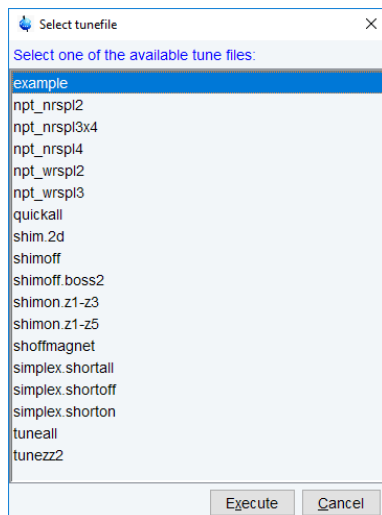 Select tunefile
Select one of the available tune files:
example
npt_nrspl2
npt_nrspl3x4
npt_nrspl4
npt_wrspl2
npt_wrspl3
quickall
shim.2d
shimoff
shimoff.boss2
shimon.z1-z3
shimon.z1-z5
shoffmagnet
simplex.shortall
simplex.shortoff
simplex.shorton
tuneall
tunezz2
Execute Cancel